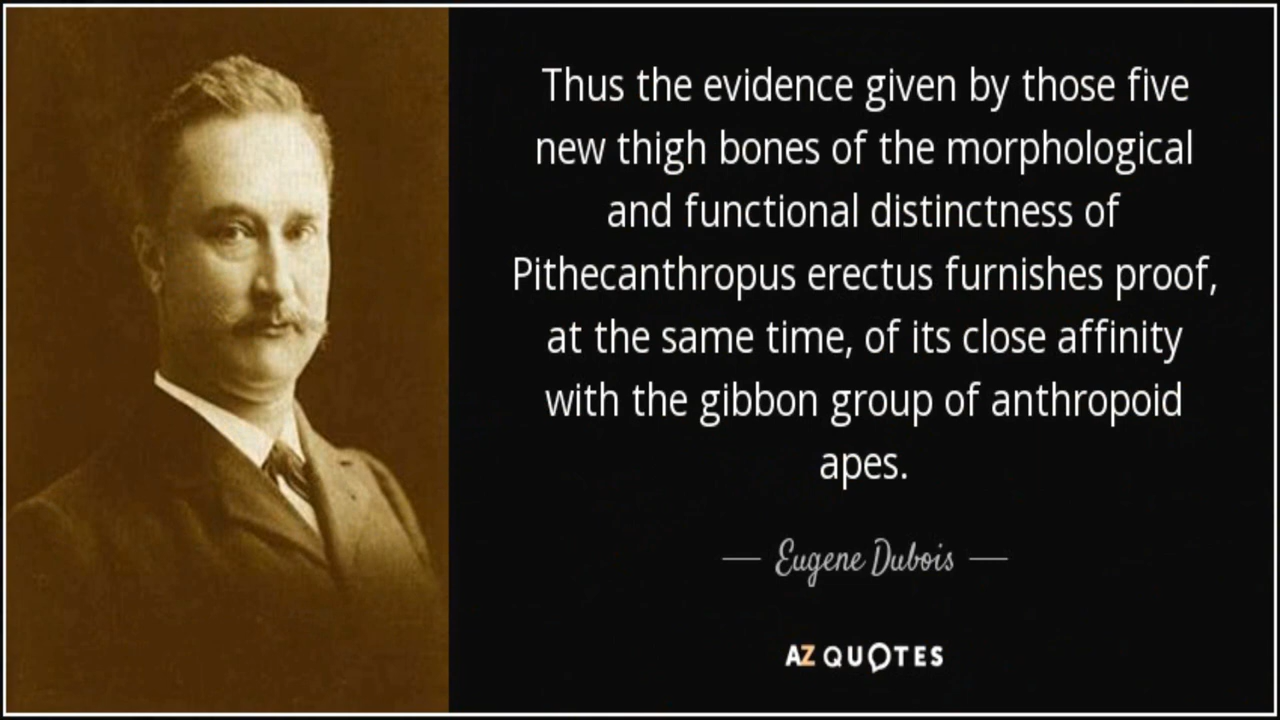 Thus the evidence given by those five
new thigh bones of the morphological
and functional distinctness of
Pithecanthropus erectus furnishes proof,
at the same time, of its close affinity
with the gibbon group of anthropoid
apes.
Eugene Dubois
AZ QUOTES